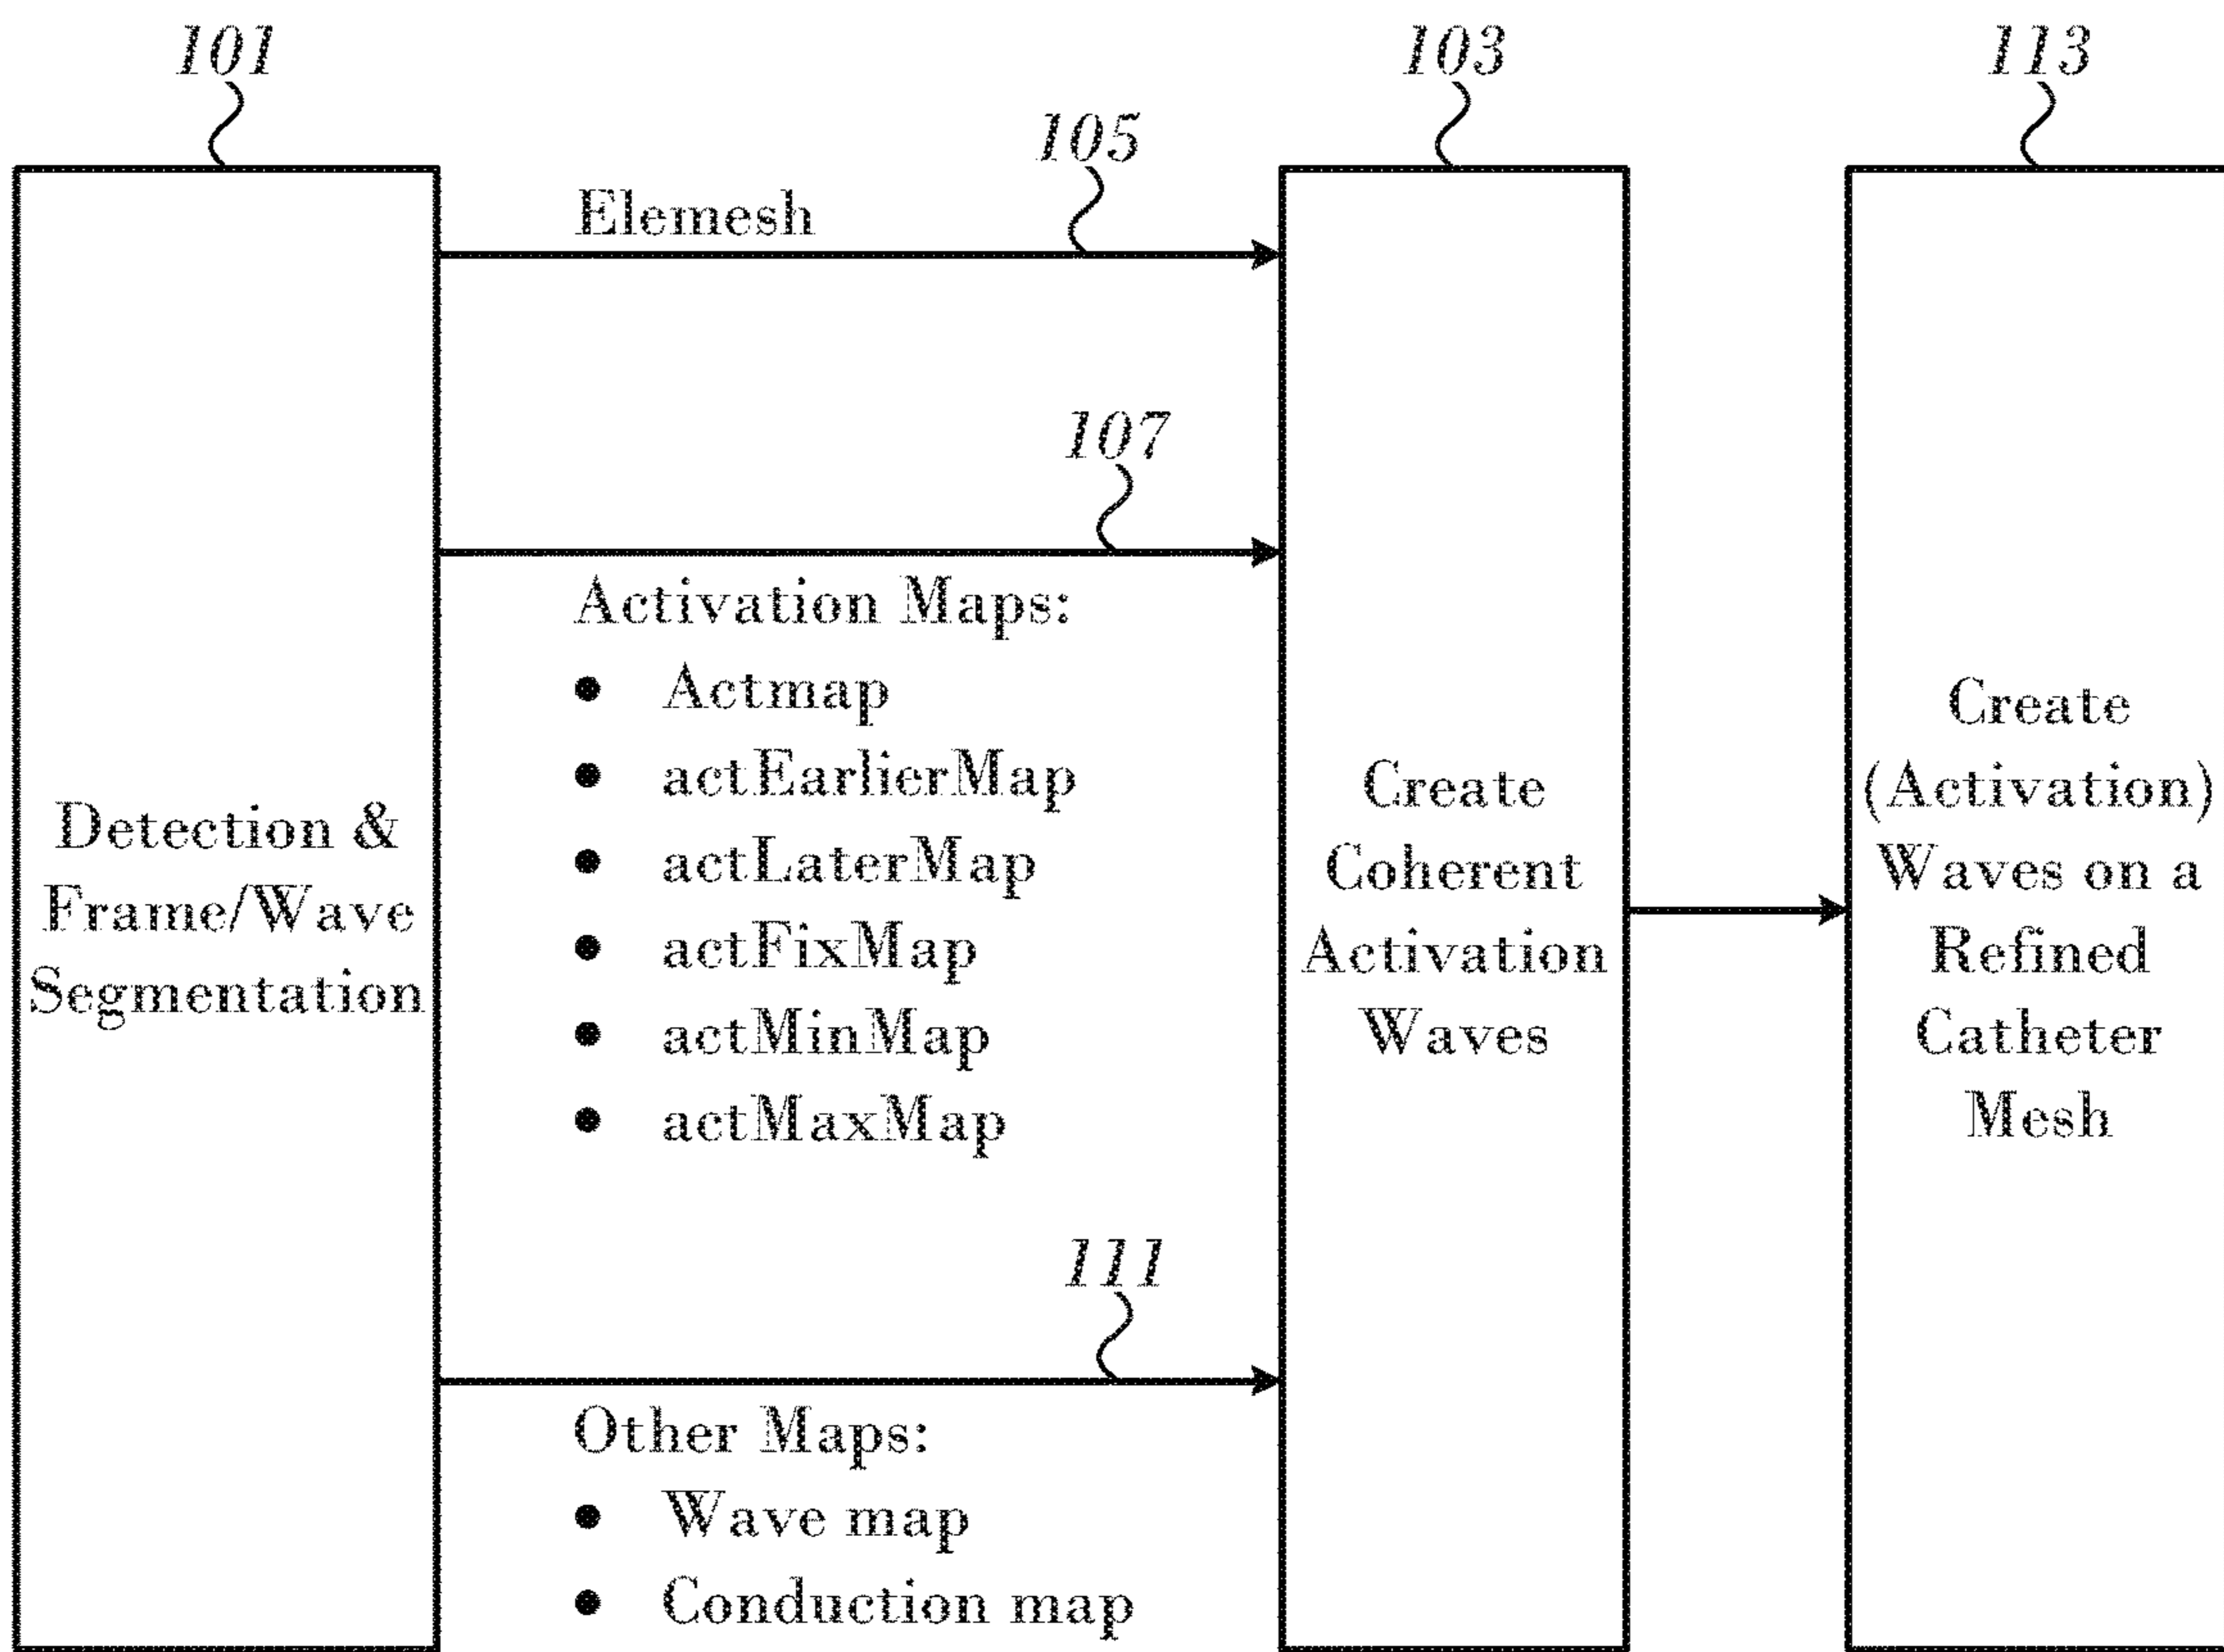 101
103
113
105
Elemesh
107
Activation Maps:
• Actmap
• actEarlierMap
• actLaterMap
• actFixMap
• actMinMap
• actMaxMap
111
Other Maps:
• Wave map
• Conduction map
Detection &
Frame/Wave
Segmentation
Create
Coherent
Activation
Waves
Create
(Activation)
Waves on a
Refined
Catheter
Mesh